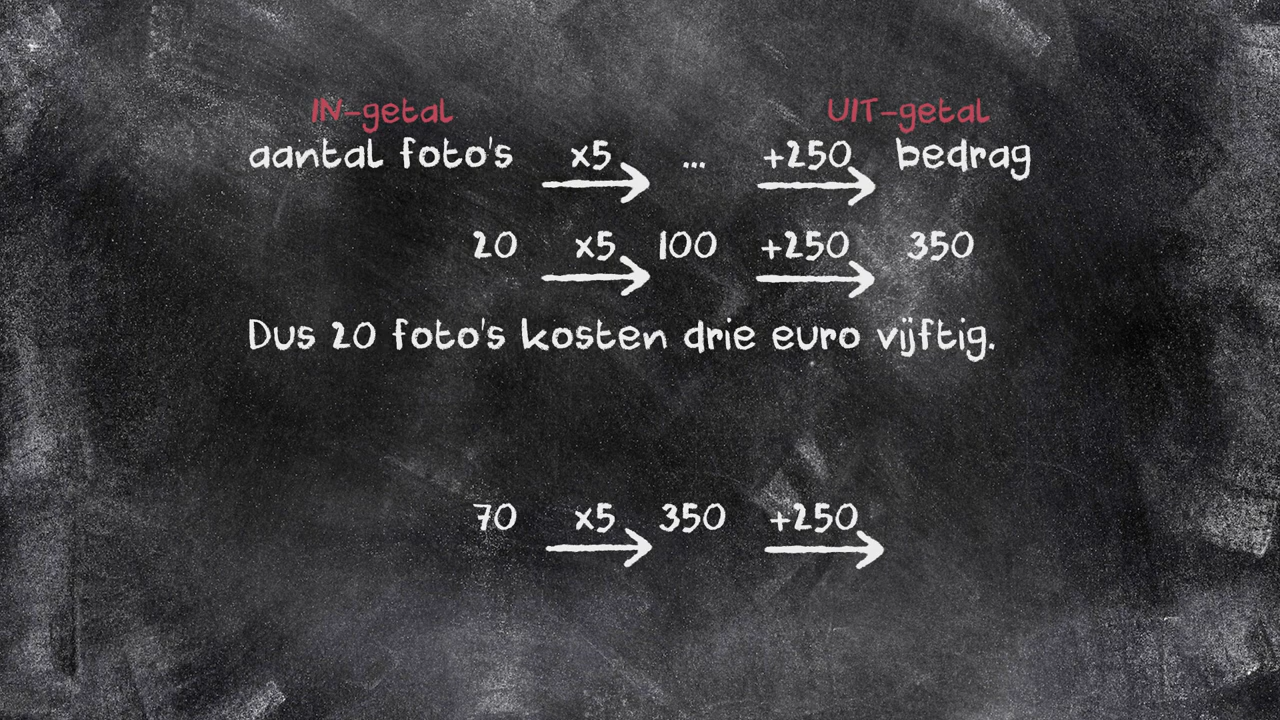 IN-getal UIT-getal
aantal foto's x5 ... +250 bedrag
20 x5 100 +250 350
Dus 20 foto's kosten drie euro vijftig.
70 x5 350 +250